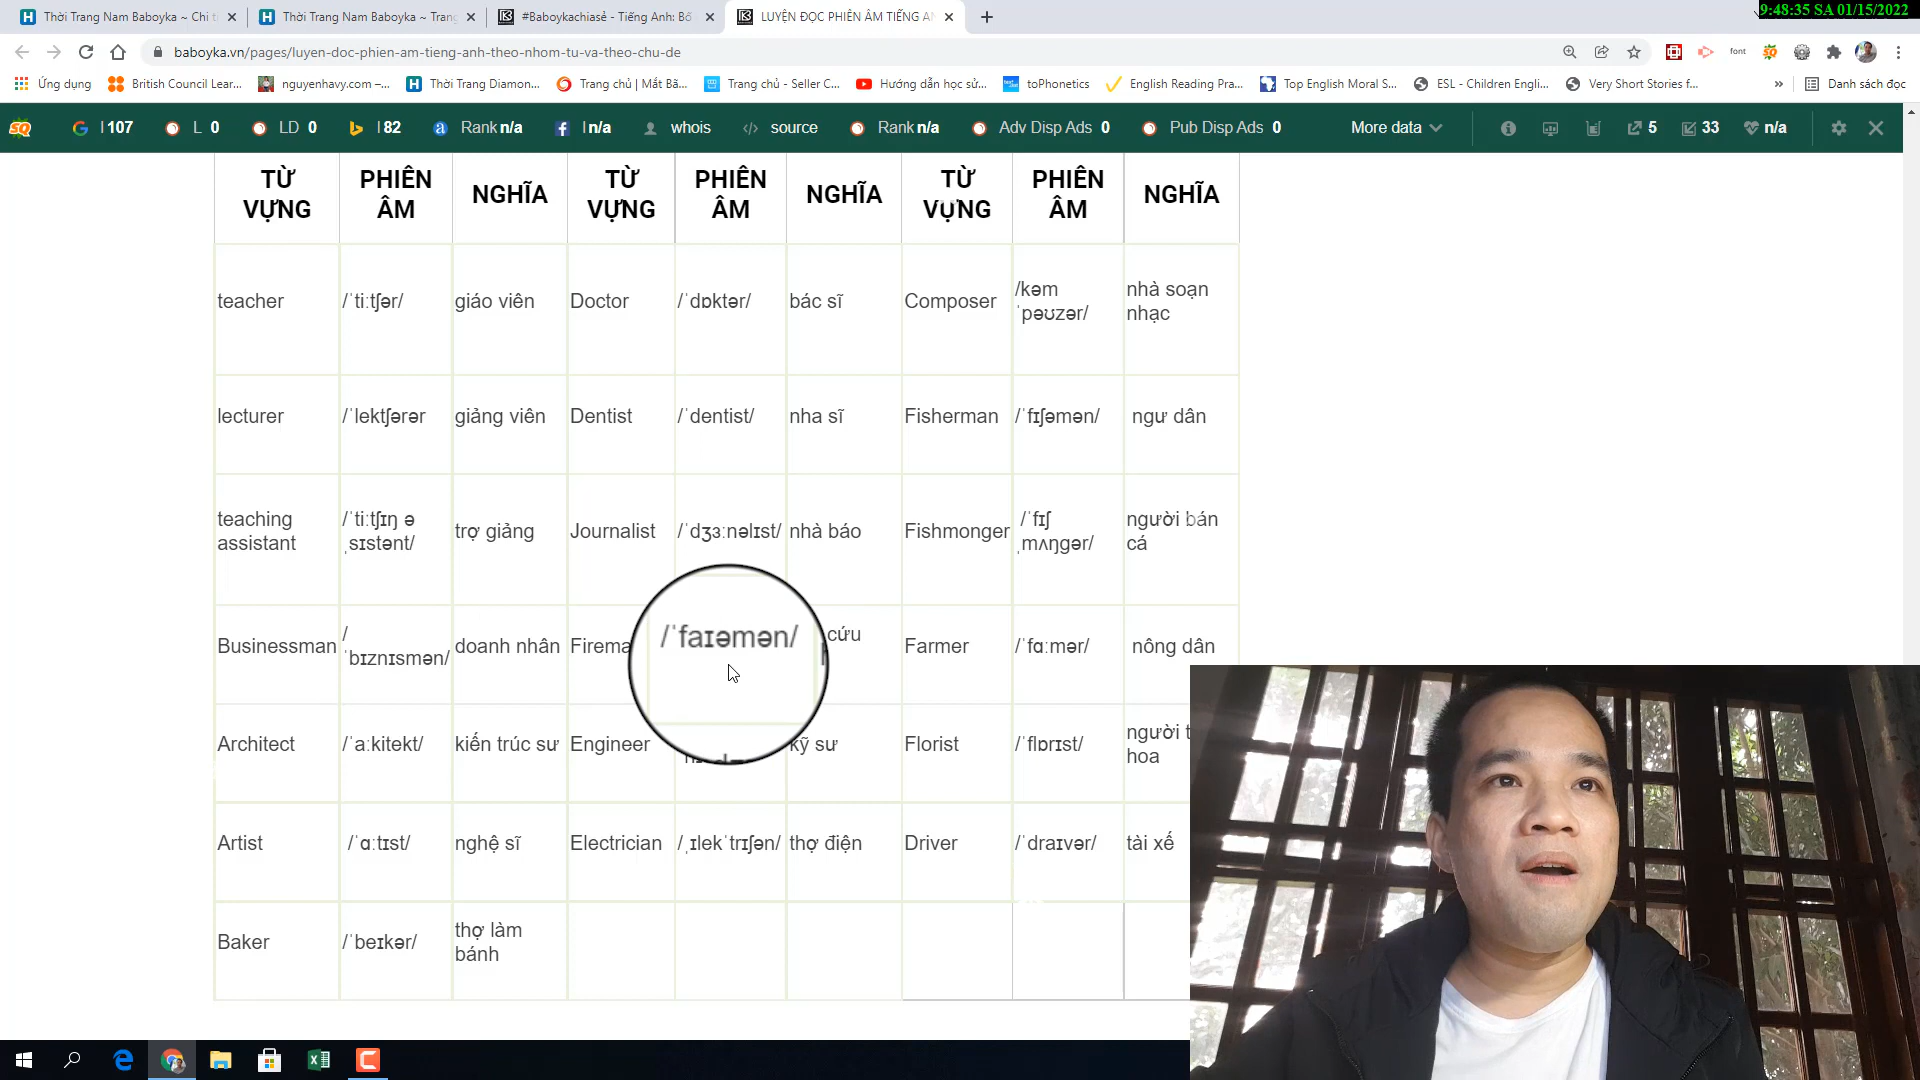 Thời Trang Nam Baboyka ~ Chi t
Thời Trang Nam Baboyka ~ Trang
#Baboykachiasẻ - Tiếng Anh: Bố
LUYỆN ĐỌC PHIÊN ÂM TIẾNG A
9:48:35 SA 01/15/2022
baboyka.vn/pages/luyen-doc-phien-am-tieng-anh-theo-nhom-tu-va-theo-chu-de
font
Ứng dụng
British Council Lear...
nguyenhavy.com –...
Thời Trang Diamon...
Trang chủ | Mắt Bã...
Trang chủ - Seller C...
Hướng dẫn học sử...
toPhonetics
English Reading Pra...
Top English Moral S...
ESL - Children Engli...
Very Short Stories f...
»
Danh sách đọc
I 107
L 0
LD 0
I 82
Rank n/a
I n/a
whois
source
Rank n/a
Adv Disp Ads 0
Pub Disp Ads 0
More data
5
33
n/a
TỪ VỰNG
PHIÊN ÂM
NGHĨA
TỪ VỰNG
PHIÊN ÂM
NGHĨA
TỪ VỰNG
PHIÊN ÂM
NGHĨA
teacher
/ˈtiːtʃər/
giáo viên
Doctor
/ˈdɒktər/
bác sĩ
Composer
/kəm
ˈpəʊzər/
nhà soạn
nhạc
lecturer
/ˈlektʃərər
giảng viên
Dentist
/ˈdentist/
nha sĩ
Fisherman
/ˈfɪʃəmən/
ngư dân
teaching
assistant
/ˈtiːtʃɪŋ ə
ˌsɪstənt/
trợ giảng
Journalist
/ˈdʒɜːnəlɪst/
nhà báo
Fishmonger
/ˈfɪʃ
ˌmʌŋgər/
người bán
cá
Businessman
/
ˈbɪznɪsmən/
doanh nhân
Firema
/ˈfaɪəmən/
cứu
Farmer
/ˈfɑːmər/
nông dân
Architect
/ˈaːkitekt/
kiến trúc sư
Engineer
kỹ sư
Florist
/ˈflɒrɪst/
người t
hoa
Artist
/ˈɑːtɪst/
nghệ sĩ
Electrician
/ˌɪlekˈtrɪʃən/
thợ điện
Driver
/ˈdraɪvər/
tài xế
Baker
/ˈbeɪkər/
thợ làm
bánh